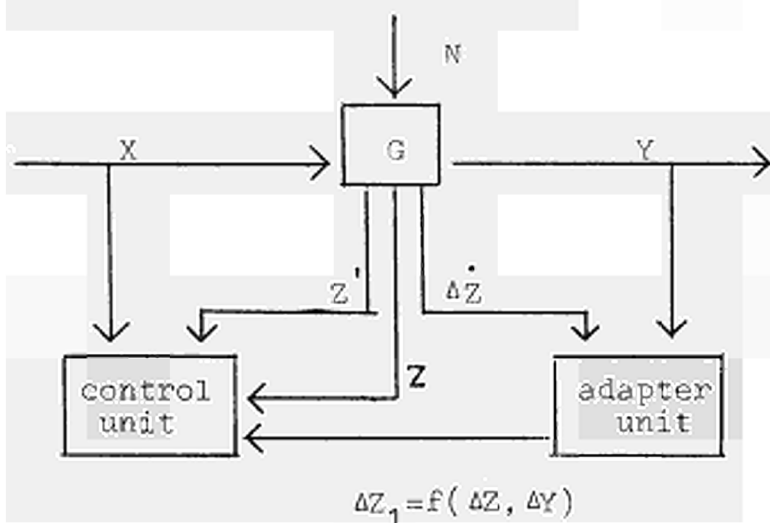 N
X
G
Y
Z'
ΔŻ
Z
control
unit
adapter
unit
ΔZ₁=f(ΔZ,ΔY)